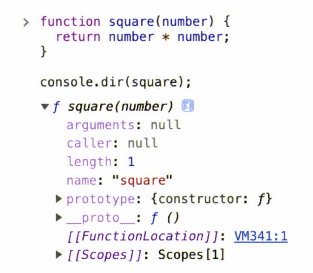 > function square(number) {
return number * number;
}
console.dir(square);
▼ƒ square(number) i
arguments: null
caller: null
length: 1
name: "square"
▶prototype: {constructor: ƒ}
▶__proto__: ƒ ()
[[FunctionLocation]]: VM341:1
▶[[Scopes]]: Scopes[1]